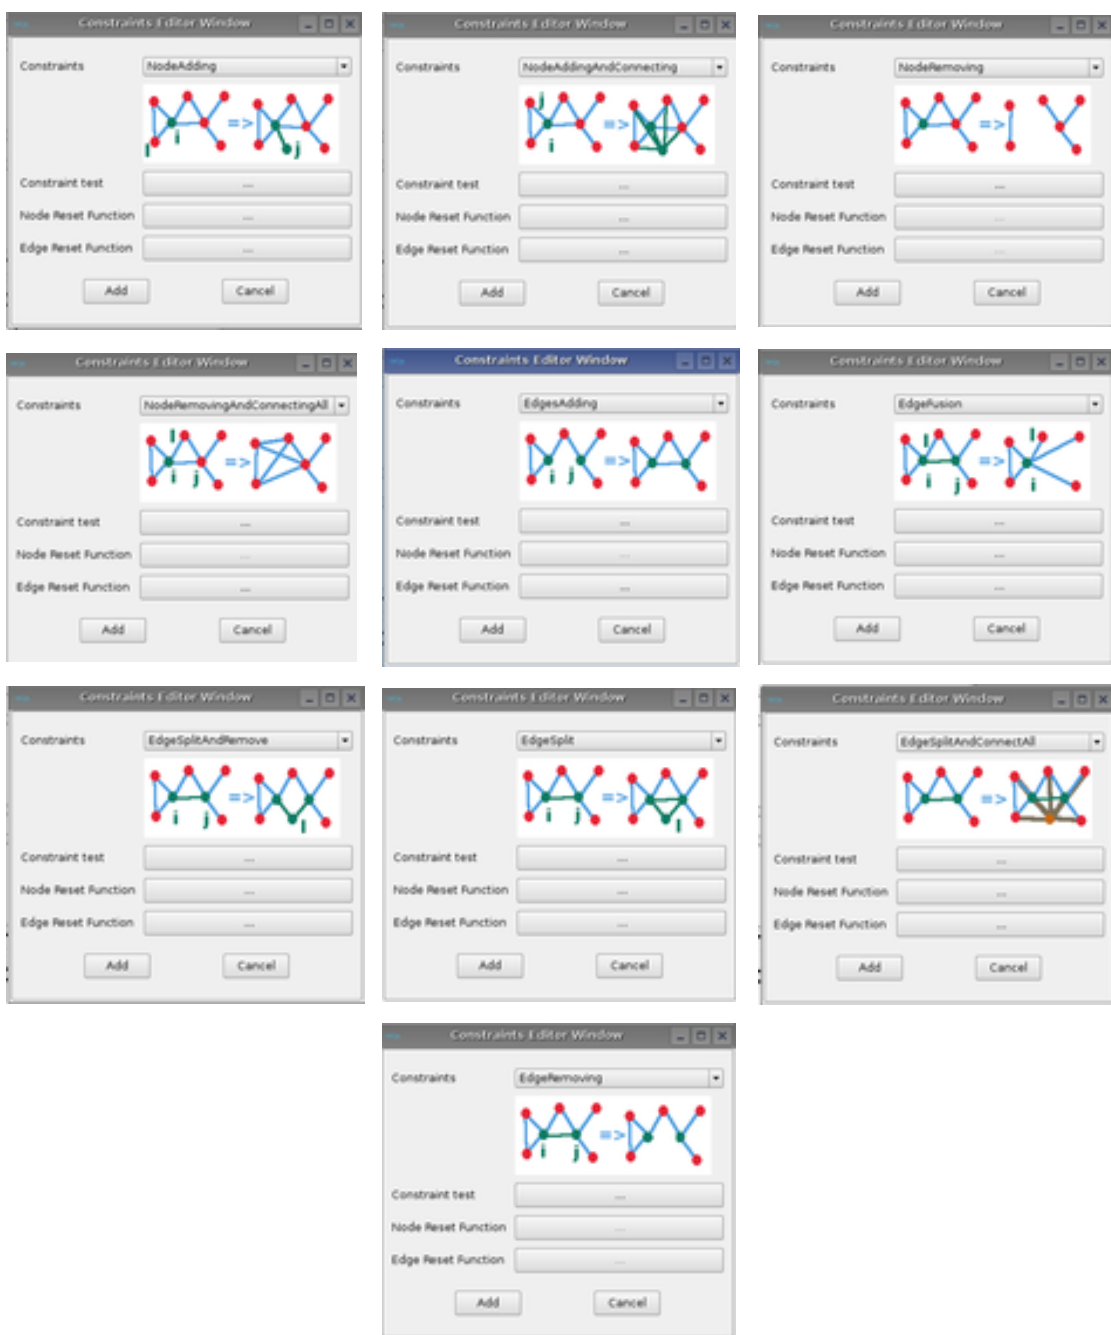 Constraints Editor Window
Constraints NodeAdding
i
l
=>
j
Constraint test ...
Node Reset Function ...
Edge Reset Function ...
Add Cancel
Constraints Editor Window
Constraints NodeAddingAndConnecting
j
i
=>
Constraint test ...
Node Reset Function ...
Edge Reset Function ...
Add Cancel
Constraints Editor Window
Constraints NodeRemoving
=>
Constraint test ...
Node Reset Function ...
Edge Reset Function ...
Add Cancel
Constraints Editor Window
Constraints NodeRemovingAndConnectingAll
l
=>
i j
Constraint test ...
Node Reset Function ...
Edge Reset Function ...
Add Cancel
Constraints Editor Window
Constraints EdgesAdding
=>
i j
Constraint test ...
Node Reset Function ...
Edge Reset Function ...
Add Cancel
Constraints Editor Window
Constraints EdgeFusion
l l
=>
i j i
Constraint test ...
Node Reset Function ...
Edge Reset Function ...
Add Cancel
Constraints Editor Window
Constraints EdgeSplitAndRemove
=>
i j l
Constraint test ...
Node Reset Function ...
Edge Reset Function ...
Add Cancel
Constraints Editor Window
Constraints EdgeSplit
=>
i j l
Constraint test ...
Node Reset Function ...
Edge Reset Function ...
Add Cancel
Constraints Editor Window
Constraints EdgeSplitAndConnectAll
=>
Constraint test ...
Node Reset Function ...
Edge Reset Function ...
Add Cancel
Constraints Editor Window
Constraints EdgeRemoving
=>
i j
Constraint test ...
Node Reset Function ...
Edge Reset Function ...
Add Cancel